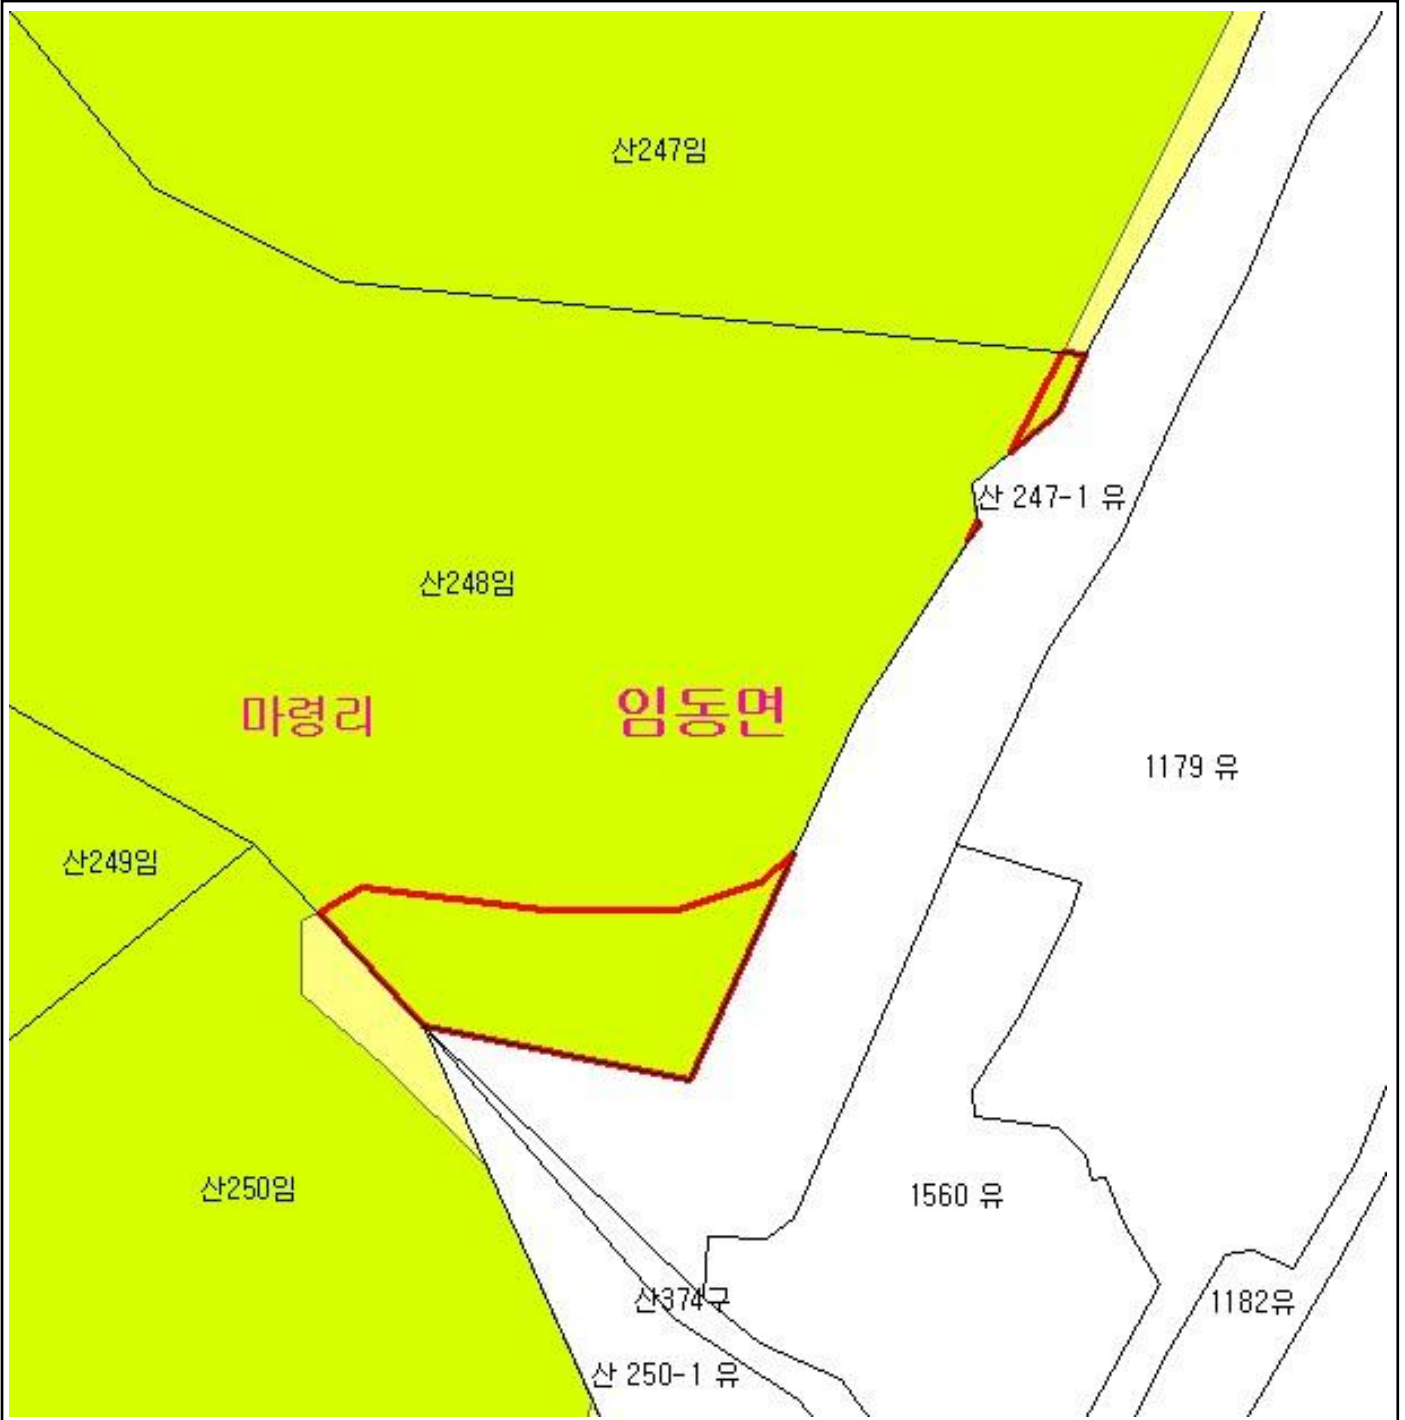 산247임
산 247-1 유
산248임
마령리
임동면
1179 유
산249임
산250임
1560 유
산374구
1182유
산 250-1 유